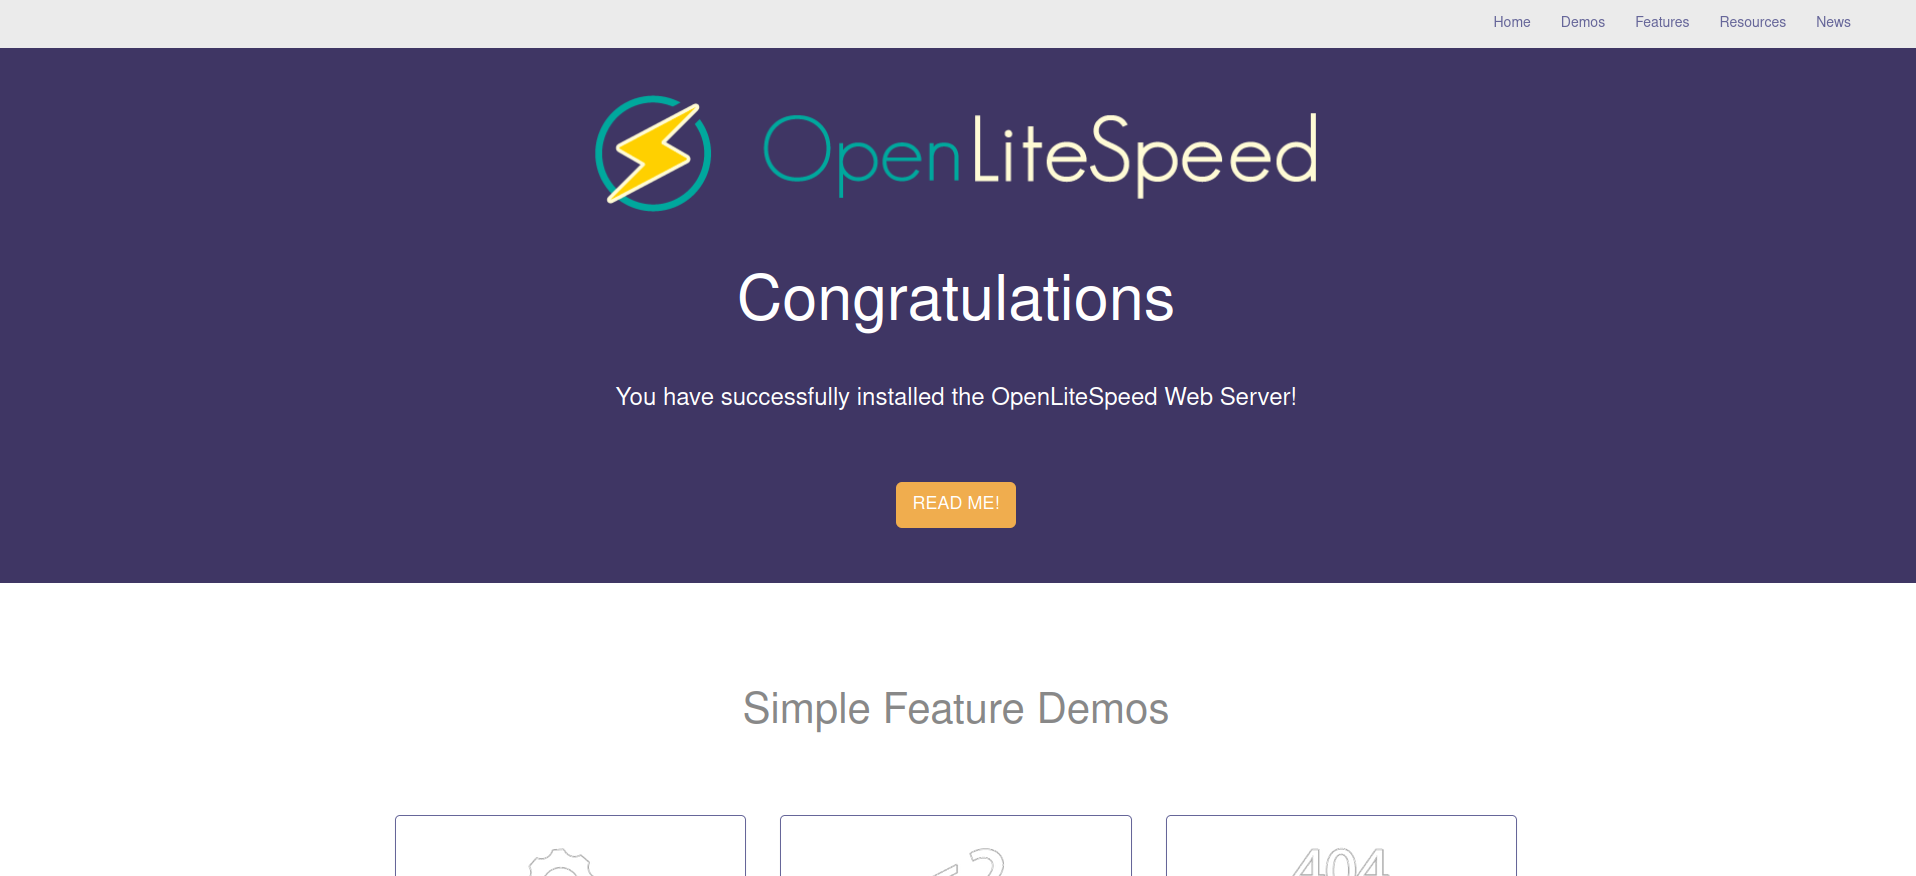 Home Demos Features Resources News
OpenLiteSpeed
Congratulations
You have successfully installed the OpenLiteSpeed Web Server!
READ ME!
Simple Feature Demos
404